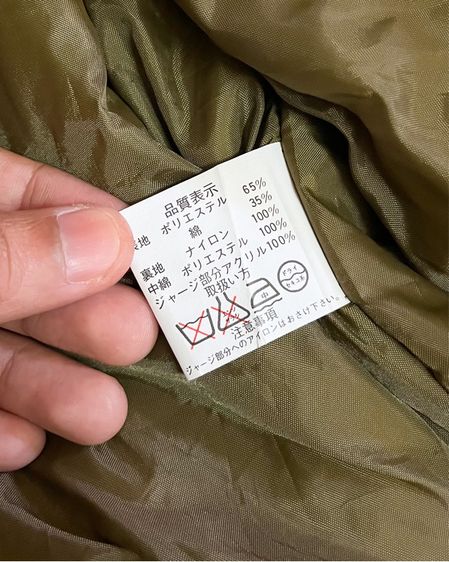 品質表示
表地 ポリエステル 65%
綿 35%
裏地 ナイロン 100%
中綿 ポリエステル 100%
ジャージ部分アクリル100%
取扱い方
中 ドライ セキユ系
注意事項
ジャージ部分へのアイロンはおさけ下さい。